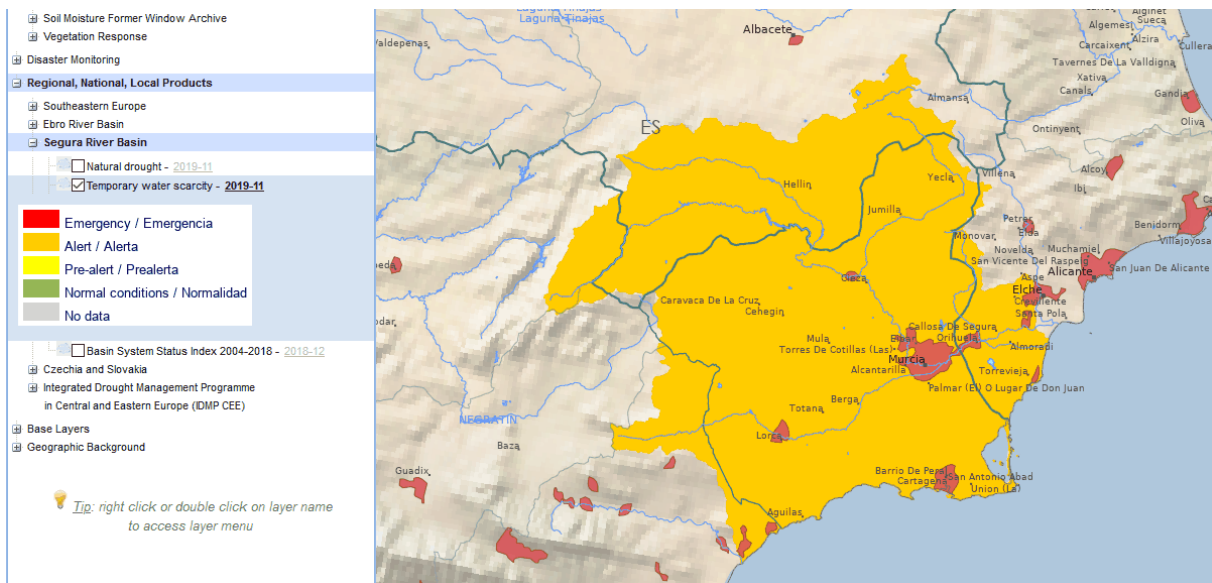 Soil Moisture Former Window Archive
Vegetation Response
Disaster Monitoring
Regional, National, Local Products
Southeastern Europe
Ebro River Basin
Segura River Basin
Natural drought - 2019-11
Temporary water scarcity - 2019-11
Emergency / Emergencia
Alert / Alerta
Pre-alert / Prealerta
Normal conditions / Normalidad
No data
Basin System Status Index 2004-2018 - 2018-12
Czechia and Slovakia
Integrated Drought Management Programme
in Central and Eastern Europe (IDMP CEE)
Base Layers
Geographic Background
Tip: right click or double click on layer name
to access layer menu
Laguna Tinajas
Alginet
Sueca
Albacete
Algemesi
Alzira
Cullera
Valdepenas
Carcaixent
Tavernes De La Valldigna
Xativa
Canals
Almansa
Gandia
ES
Ontinyent
Oliva
Hellin
Yecla
Villena
Alcoy
Ibi
Jumilla
Petrer
Elda
Benidorm
Monovar
Villajoyosa
Novelda
Muchamiel
San Vicente Del Raspeig
Aspe
Alicante
San Juan De Alicante
Cieza
Elche
Crevillente
Santa Pola
Caravaca De La Cruz
Cehegin
Mula
Callosa De Segura
Orihuela
Almoradi
Torres De Cotillas (Las)
Murcia
Alcantarilla
Torrevieja
Palmar (El) O Lugar De Don Juan
Berga
Totana
NEGRATIN
Lorca
Baza
Guadix
Barrio De Peral
San Antonio Abad
Cartagena
Union (La)
Aguilas